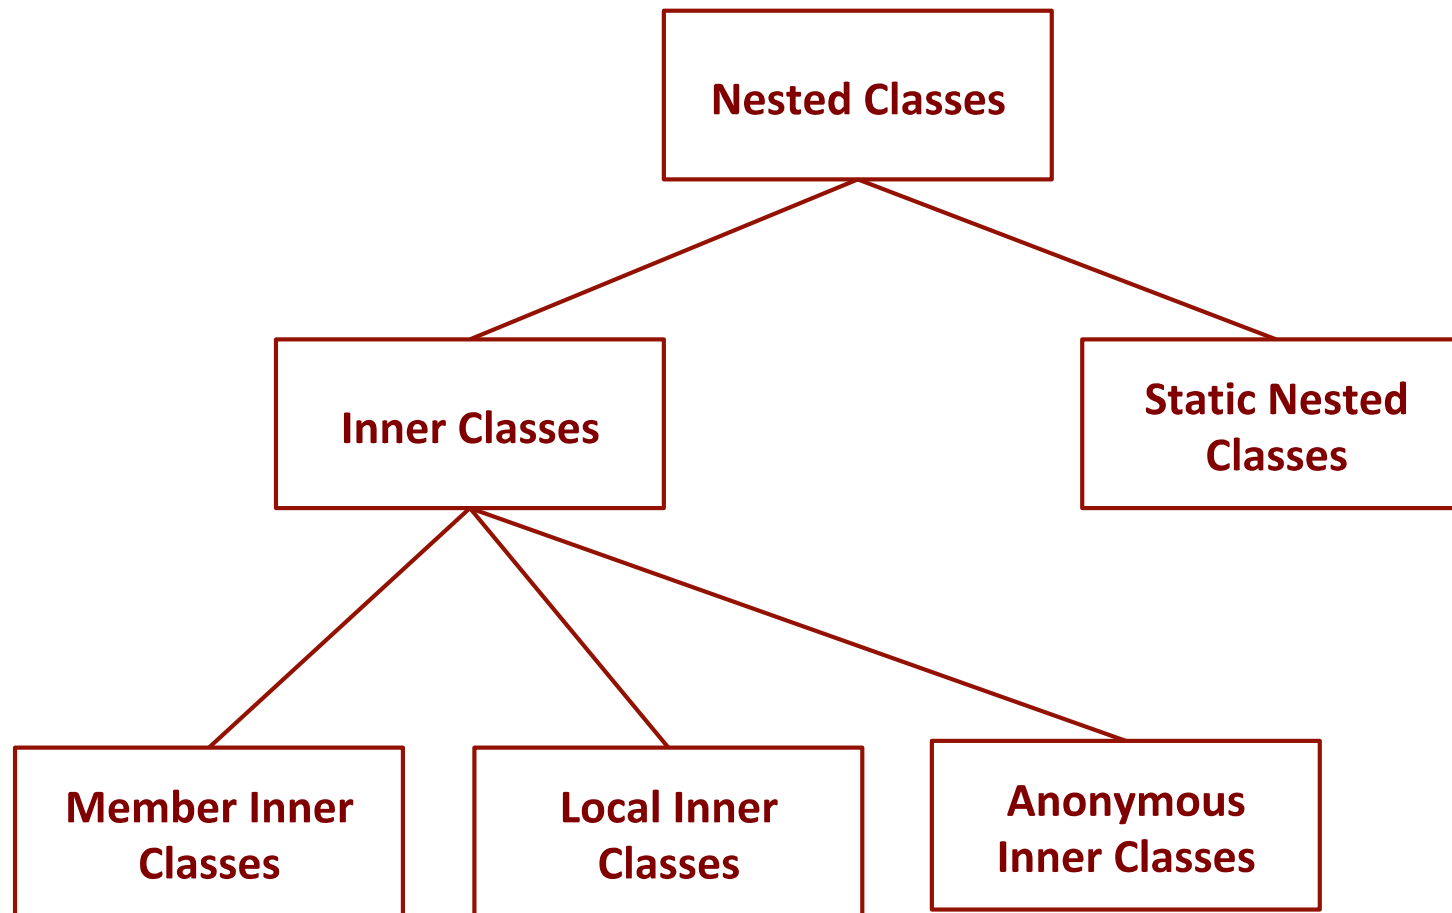 Nested Classes
Inner Classes
Static Nested
Classes
Member Inner
Classes
Local Inner
Classes
Anonymous
Inner Classes